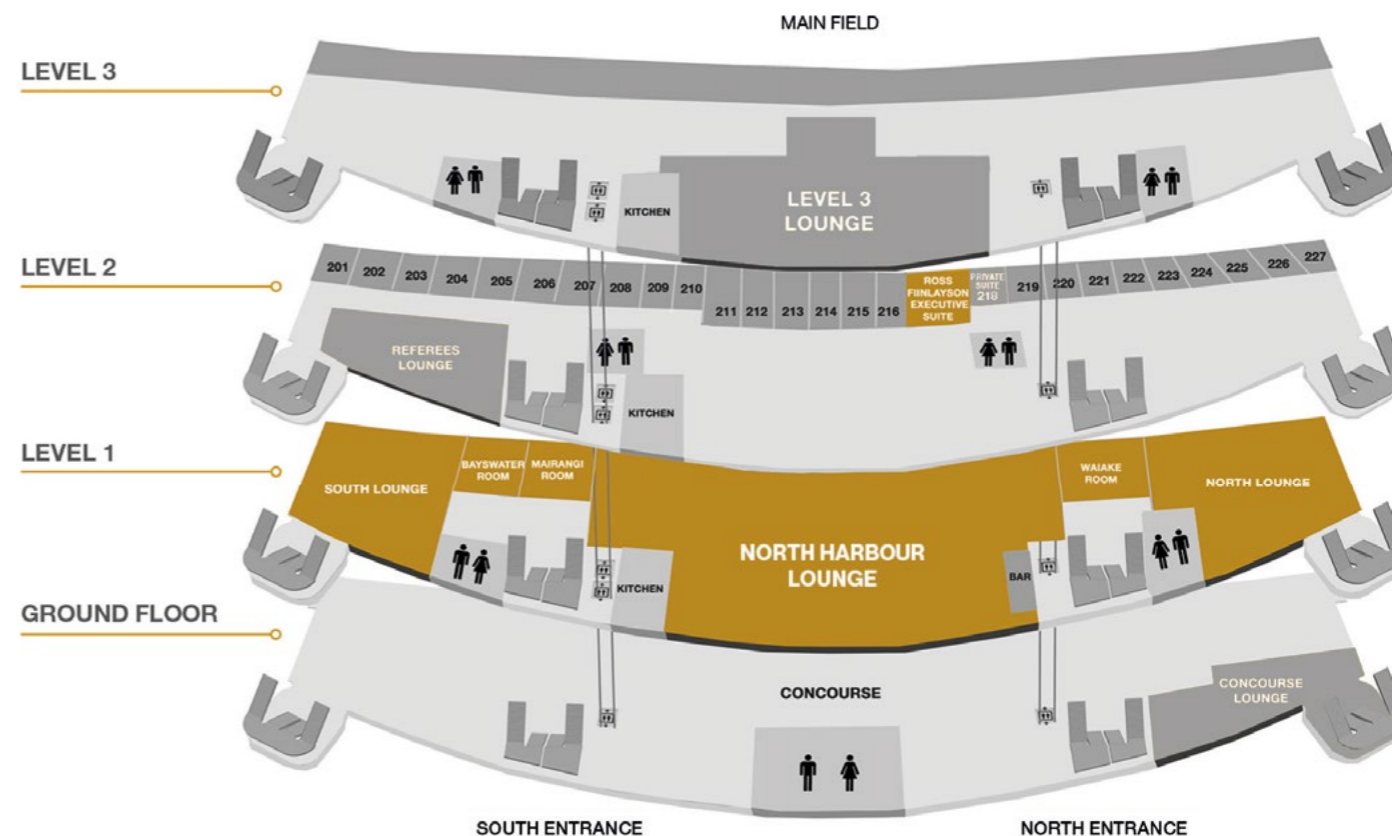 MAIN FIELD
LEVEL 3
LEVEL 3
LOUNGE
KITCHEN
LEVEL 2
201
202
203
204
205
206
207
208
209
210
211
212
213
214
215
216
ROSS
FIINLAYSON
EXECUTIVE
SUITE
PRIVATE
SUITE
218
219
220
221
222
223
224
225
226
227
REFEREES
LOUNGE
KITCHEN
LEVEL 1
SOUTH LOUNGE
BAYSWATER
ROOM
MAIRANGI
ROOM
WAIAKE
ROOM
NORTH LOUNGE
NORTH HARBOUR
LOUNGE
KITCHEN
BAR
GROUND FLOOR
CONCOURSE
CONCOURSE
LOUNGE
SOUTH ENTRANCE
NORTH ENTRANCE